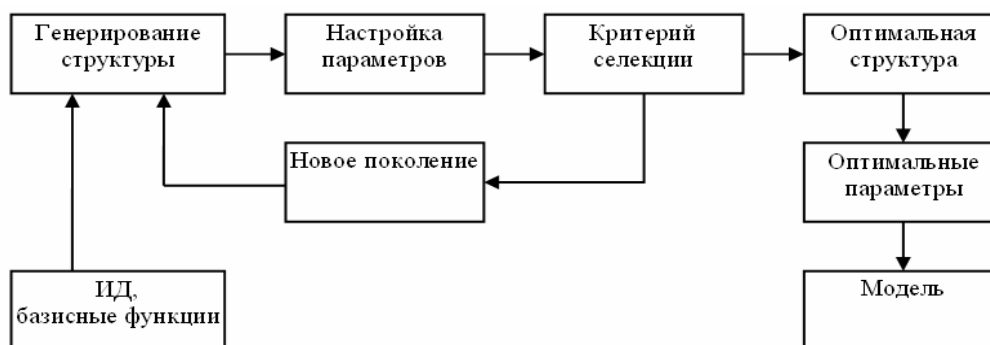 Генерирование
структуры
Настройка
параметров
Критерий
селекции
Оптимальная
структура
Новое поколение
Оптимальные
параметры
ИД,
базисные функции
Модель